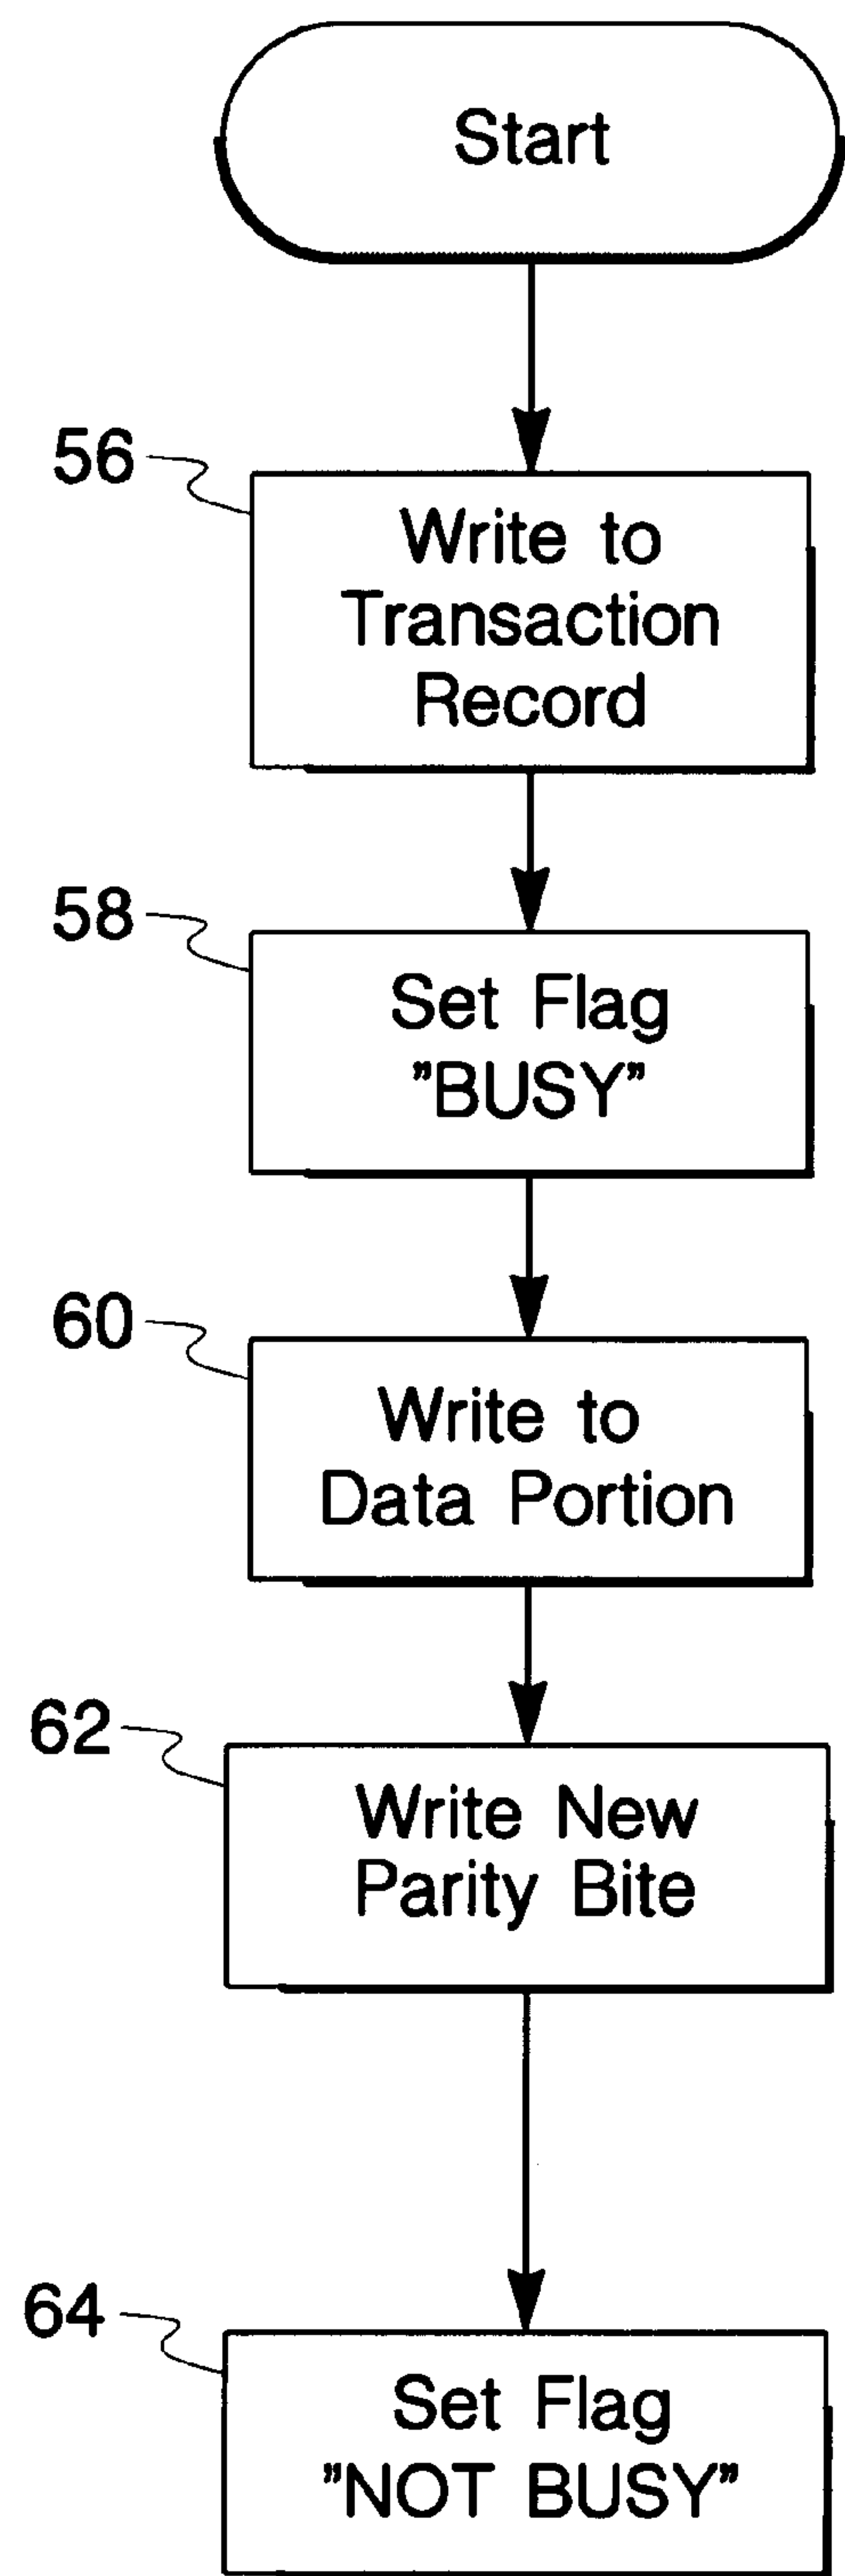 Start
56
Write to
Transaction
Record
58
Set Flag
"BUSY"
60
Write to
Data Portion
62
Write New
Parity Bite
64
Set Flag
"NOT BUSY"